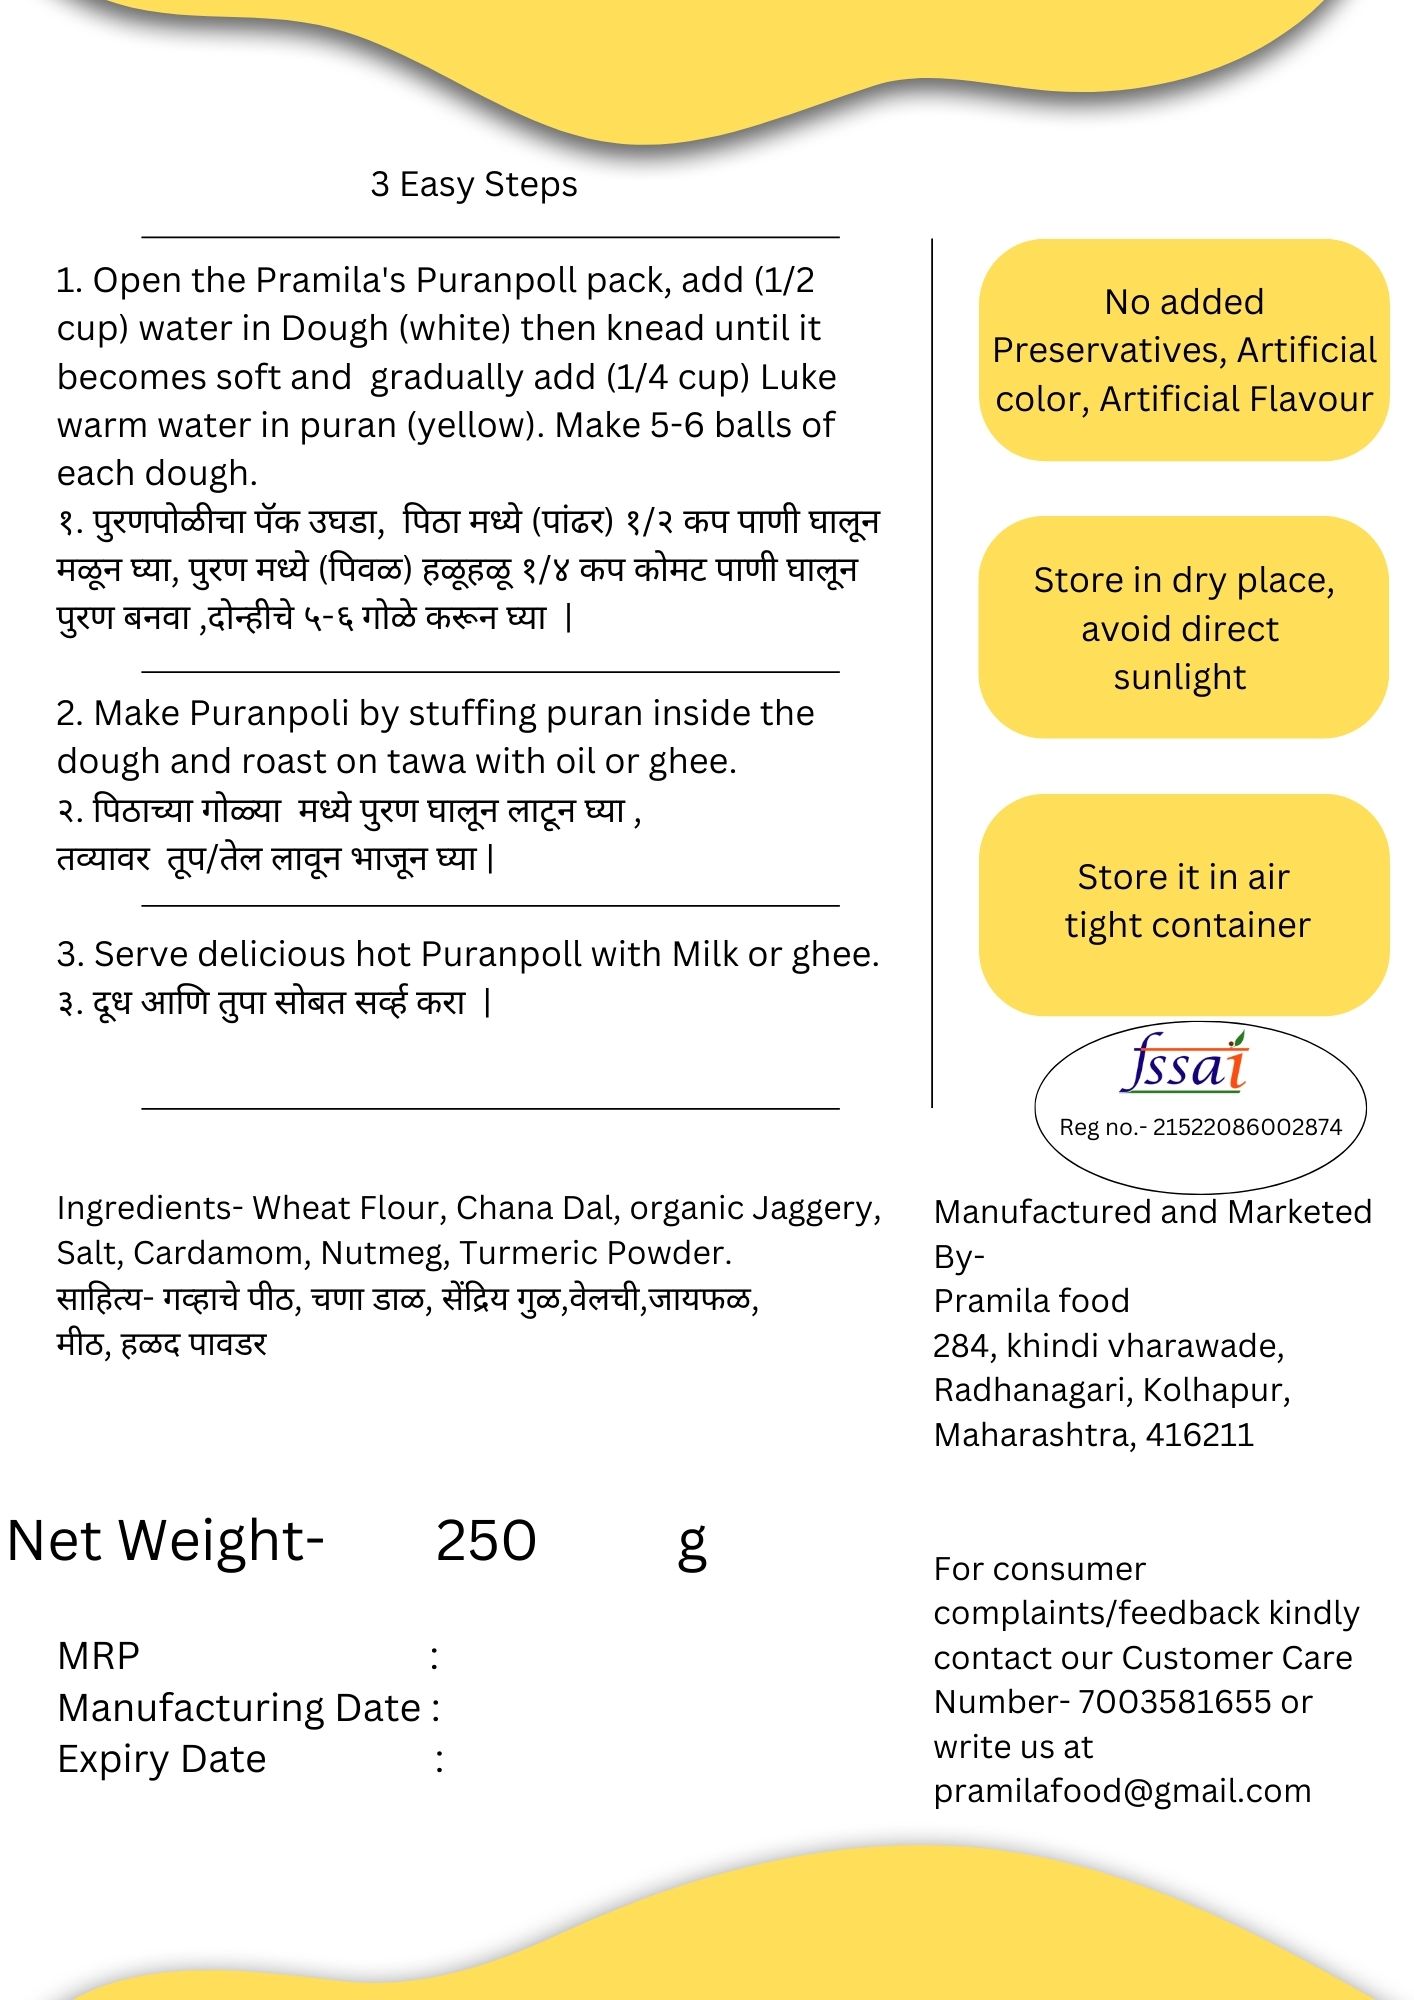 3 Easy Steps
1. Open the Pramila's Puranpoll pack, add (1/2
cup) water in Dough (white) then knead until it
becomes soft and  gradually add (1/4 cup) Luke
warm water in puran (yellow). Make 5-6 balls of
each dough.
१. पुरणपोळीचा पॅक उघडा,  पिठा मध्ये (पांढर) १/२ कप पाणी घालून
मळून घ्या, पुरण मध्ये (पिवळ) हळूहळू १/४ कप कोमट पाणी घालून
पुरण बनवा ,दोन्हीचे ५-६ गोळे करून घ्या |
2. Make Puranpoli by stuffing puran inside the
dough and roast on tawa with oil or ghee.
२. पिठाच्या गोळ्या  मध्ये पुरण घालून लाटून घ्या ,
तव्यावर  तूप/तेल लावून भाजून घ्या |
3. Serve delicious hot Puranpoll with Milk or ghee.
३. दूध आणि तुपा सोबत सर्व्ह करा |
No added
Preservatives, Artificial
color, Artificial Flavour
Store in dry place,
avoid direct
sunlight
Store it in air
tight container
fssai
Reg no.- 21522086002874
Ingredients- Wheat Flour, Chana Dal, organic Jaggery,
Salt, Cardamom, Nutmeg, Turmeric Powder.
साहित्य- गव्हाचे पीठ, चणा डाळ, सेंद्रिय गुळ,वेलची,जायफळ,
मीठ, हळद पावडर
Manufactured and Marketed
By-
Pramila food
284, khindi vharawade,
Radhanagari, Kolhapur,
Maharashtra, 416211
Net Weight- 250 g
MRP :
Manufacturing Date :
Expiry Date :
For consumer
complaints/feedback kindly
contact our Customer Care
Number- 7003581655 or
write us at
pramilafood@gmail.com